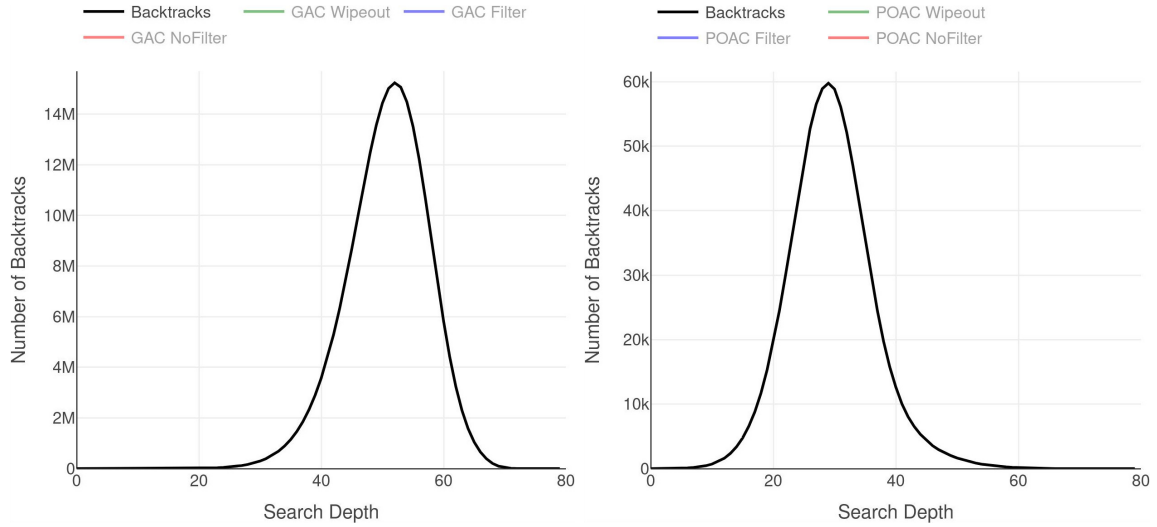 Backtracks GAC Wipeout GAC Filter
GAC NoFilter
Number of Backtracks
14M
12M
10M
8M
6M
4M
2M
0
0 20 40 60 80
Search Depth
Backtracks POAC Wipeout
POAC Filter POAC NoFilter
Number of Backtracks
60k
50k
40k
30k
20k
10k
0
0 20 40 60 80
Search Depth